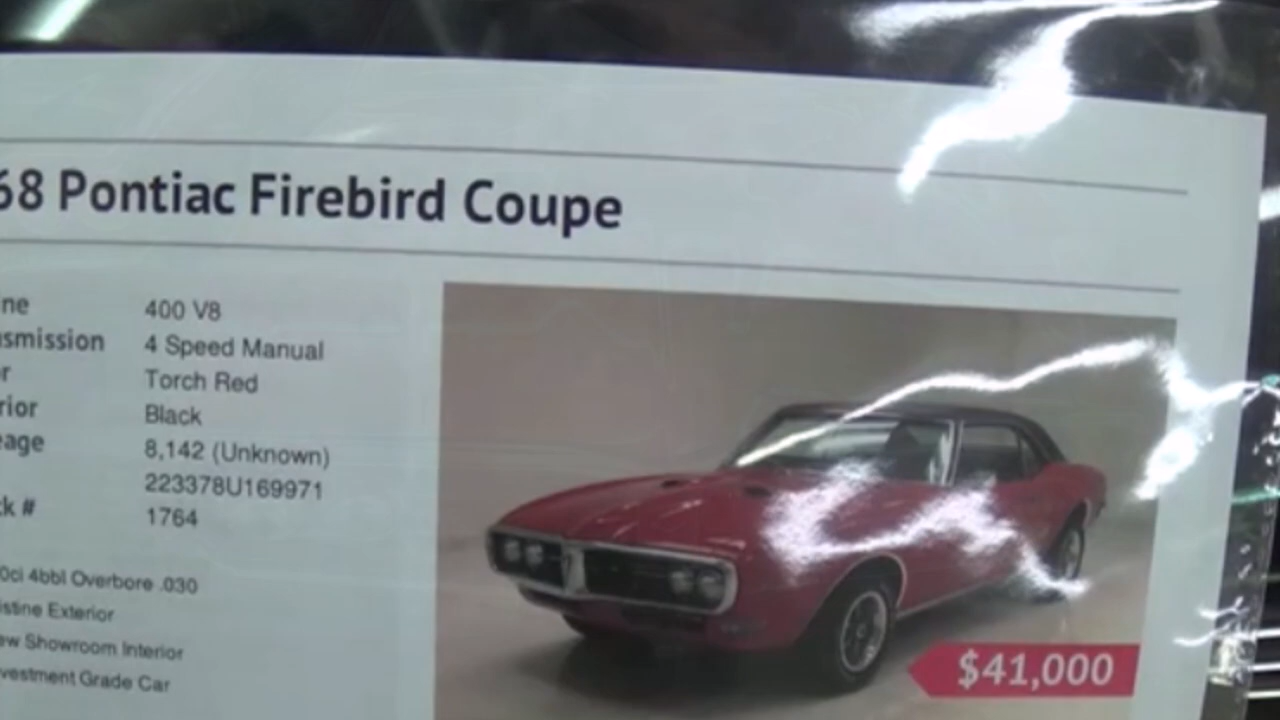 68 Pontiac Firebird Coupe
ne 400 V8
smission 4 Speed Manual
r Torch Red
rior Black
eage 8,142 (Unknown)
223378U169971
k # 1764
0ci 4bbl Overbore .030
istine Exterior
ew Showroom Interior
vestment Grade Car
$41,000